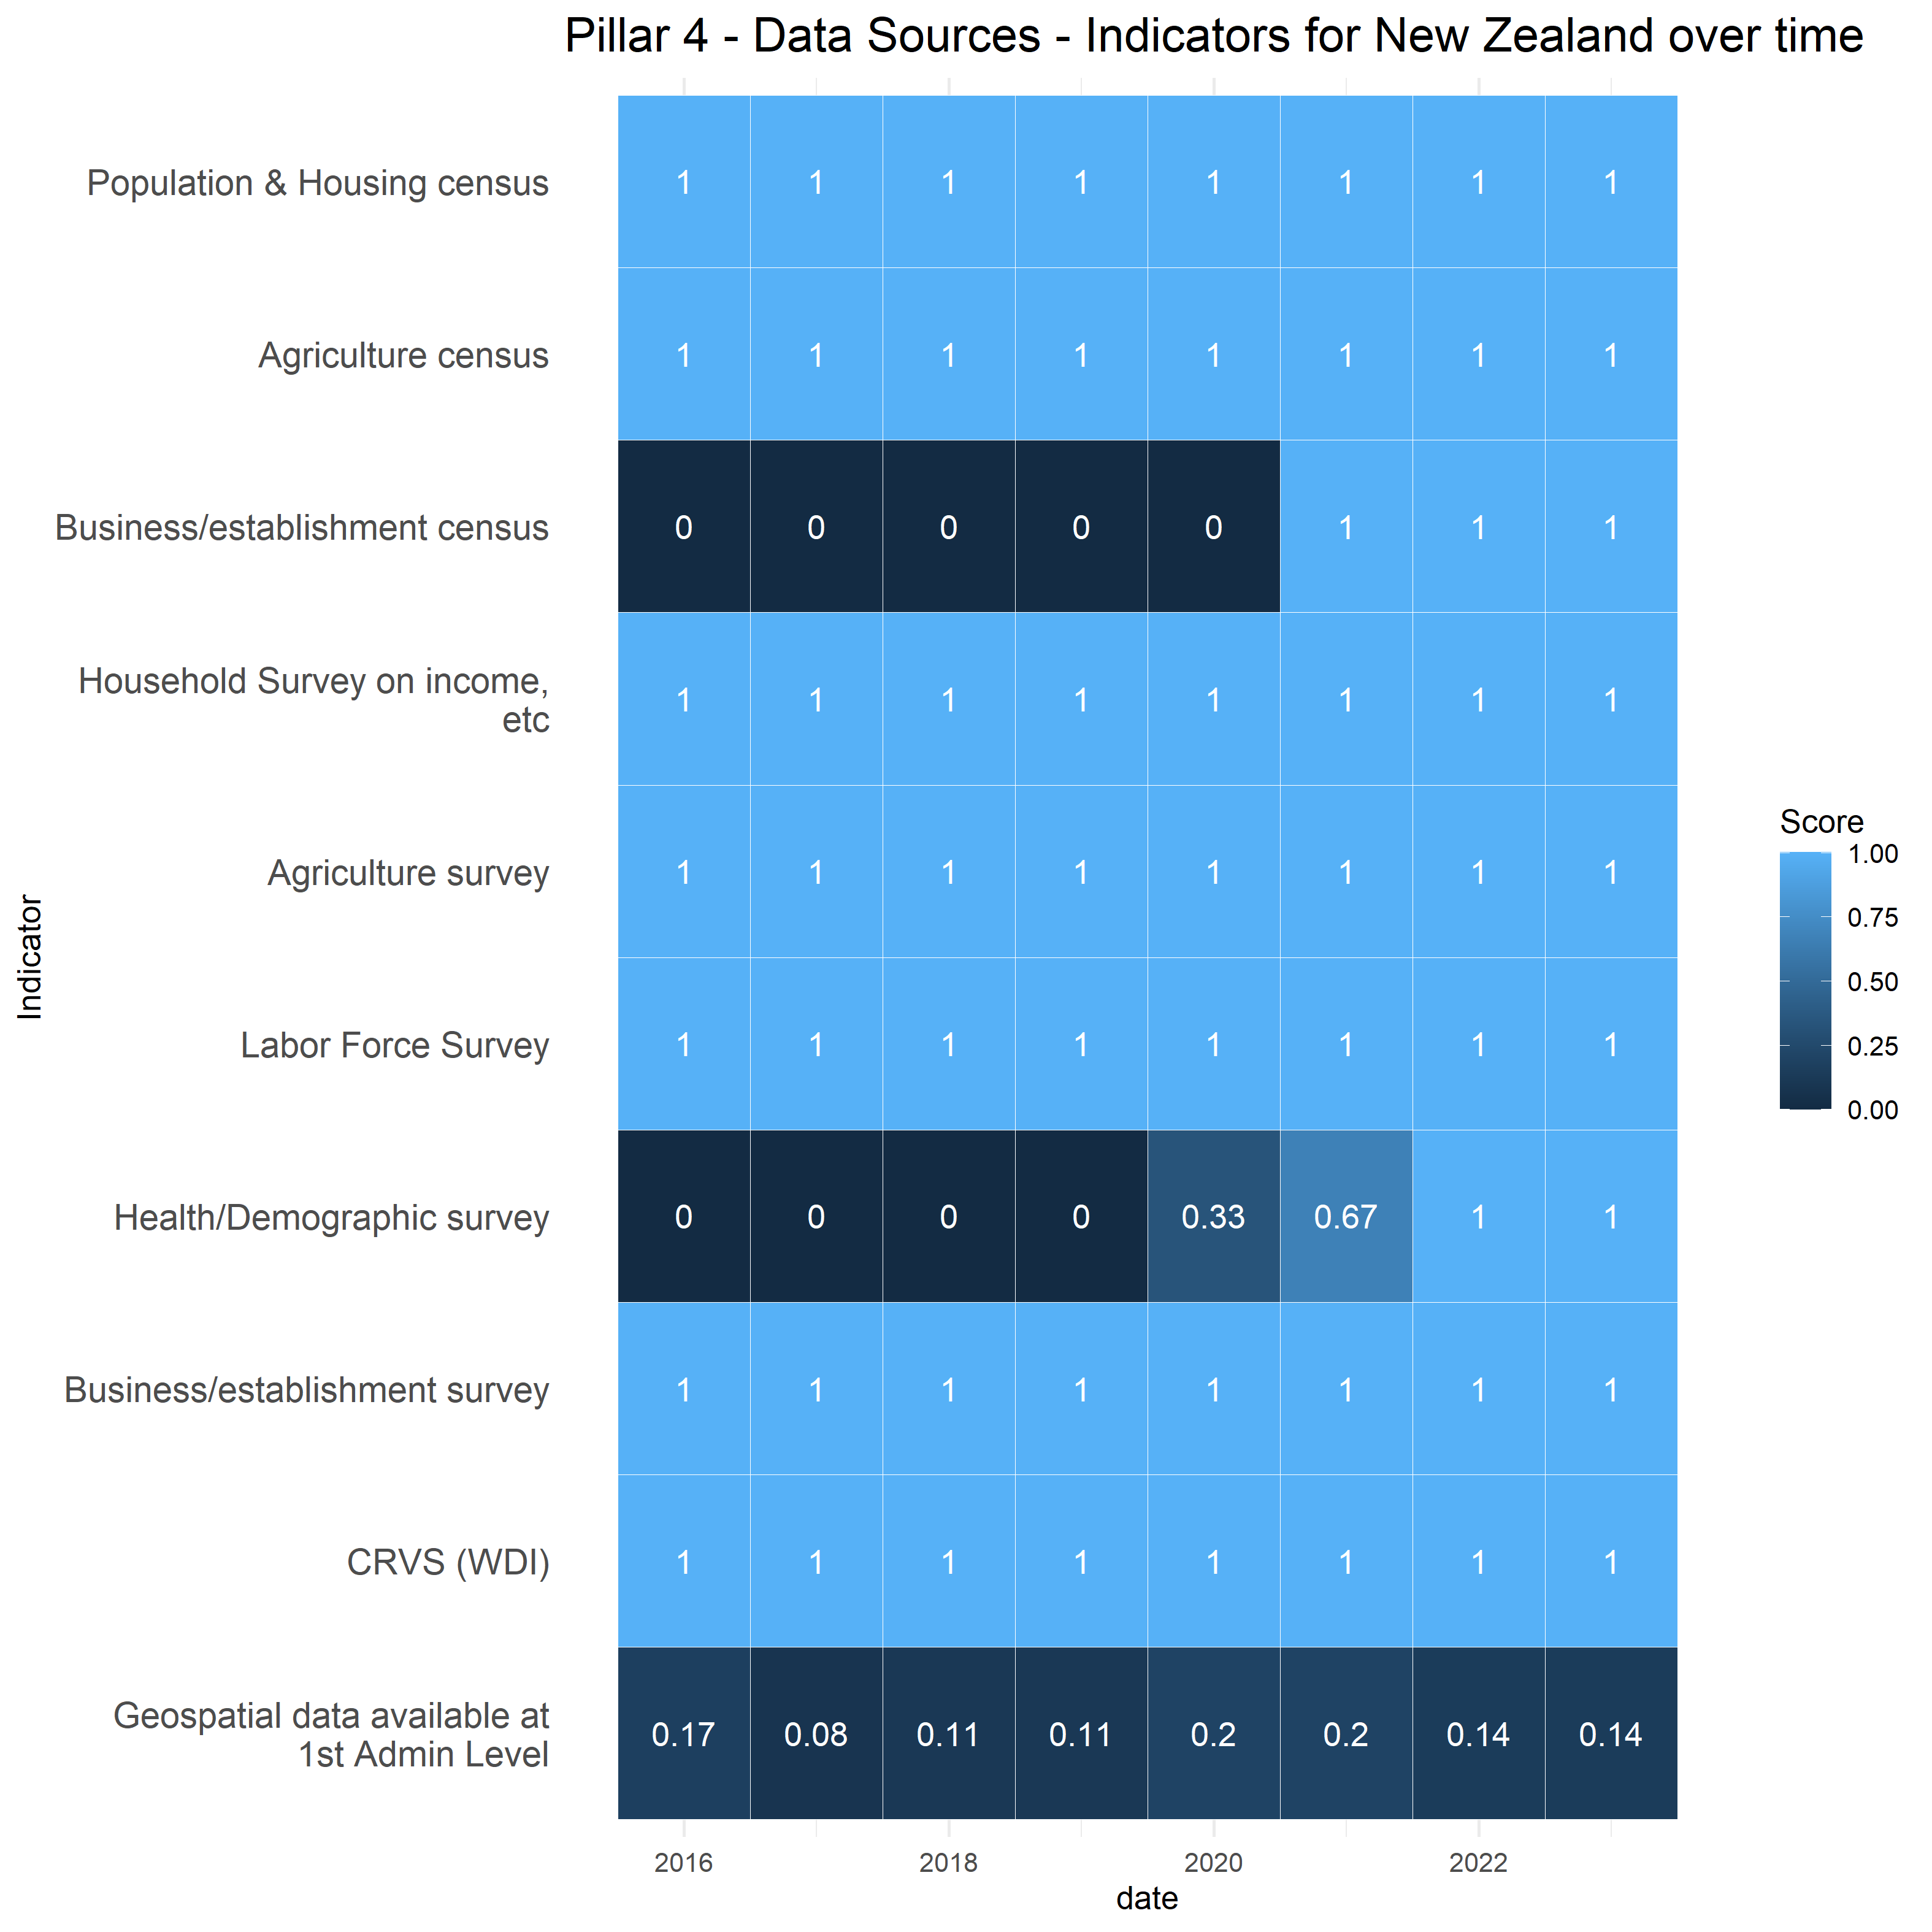 Pillar 4 - Data Sources - Indicators for New Zealand over time
Population & Housing census
1 1 1 1 1 1 1 1
Agriculture census
1 1 1 1 1 1 1 1
Business/establishment census
0 0 0 0 0 1 1 1
Household Survey on income,
etc
1 1 1 1 1 1 1 1
Agriculture survey
1 1 1 1 1 1 1 1
Labor Force Survey
1 1 1 1 1 1 1 1
Health/Demographic survey
0 0 0 0 0.33 0.67 1 1
Business/establishment survey
1 1 1 1 1 1 1 1
CRVS (WDI)
1 1 1 1 1 1 1 1
Geospatial data available at
1st Admin Level
0.17 0.08 0.11 0.11 0.2 0.2 0.14 0.14
2016 2018 2020 2022
date
Indicator
Score
1.00
0.75
0.50
0.25
0.00